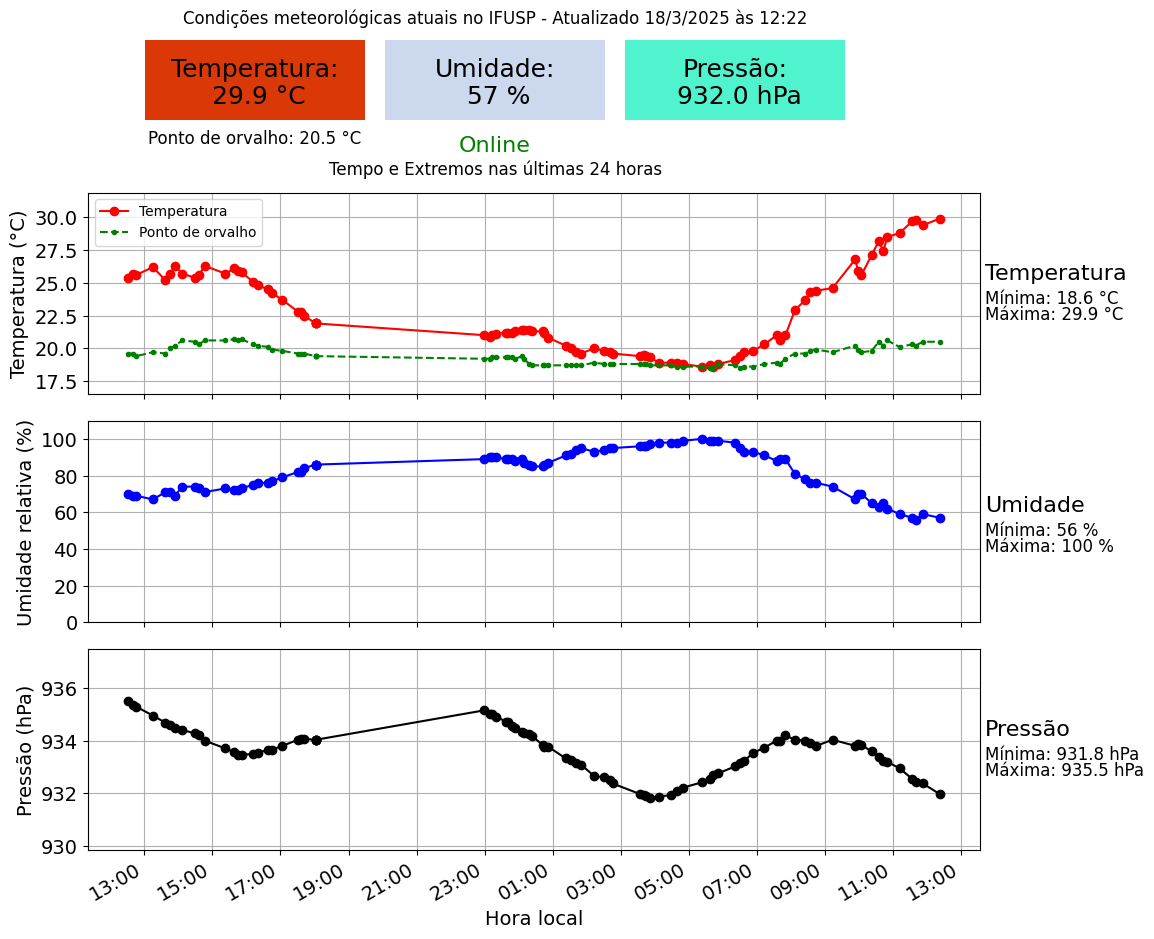 Condições meteorológicas atuais no IFUSP - Atualizado 18/3/2025 às 12:22
Temperatura:
29.9 °C
Umidade:
57 %
Pressão:
932.0 hPa
Ponto de orvalho: 20.5 °C
Online
Tempo e Extremos nas últimas 24 horas
Temperatura (°C)
30.0
27.5
25.0
22.5
20.0
17.5
Temperatura
Ponto de orvalho
Temperatura
Mínima: 18.6 °C
Máxima: 29.9 °C
Umidade relativa (%)
100
80
60
40
20
0
Umidade
Mínima: 56 %
Máxima: 100 %
Pressão (hPa)
936
934
932
930
Pressão
Mínima: 931.8 hPa
Máxima: 935.5 hPa
13:00 15:00 17:00 19:00 21:00 23:00 01:00 03:00 05:00 07:00 09:00 11:00 13:00
Hora local